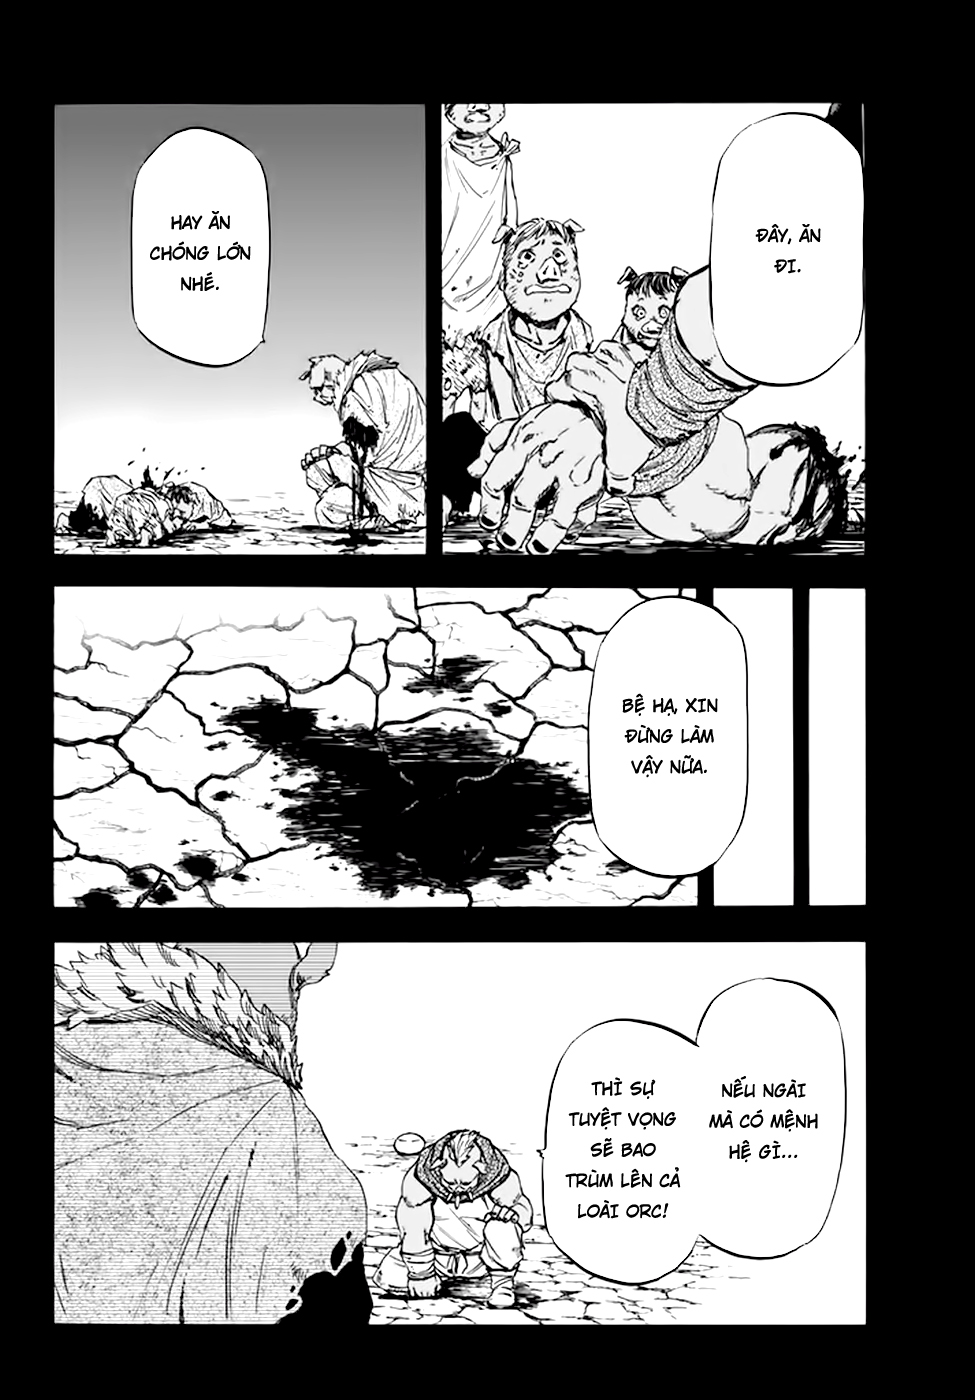 ĐÂY, ĂN
ĐI.
HAY ĂN
CHÓNG LỚN
NHÉ.
BỆ HẠ, XIN
ĐỪNG LÀM
VẬY NỮA.
NẾU NGÀI
MÀ CÓ MỆNH
HỆ GÌ...
THÌ SỰ
TUYỆT VỌNG
SẼ BAO
TRÙM LÊN CẢ
LOÀI ORC!